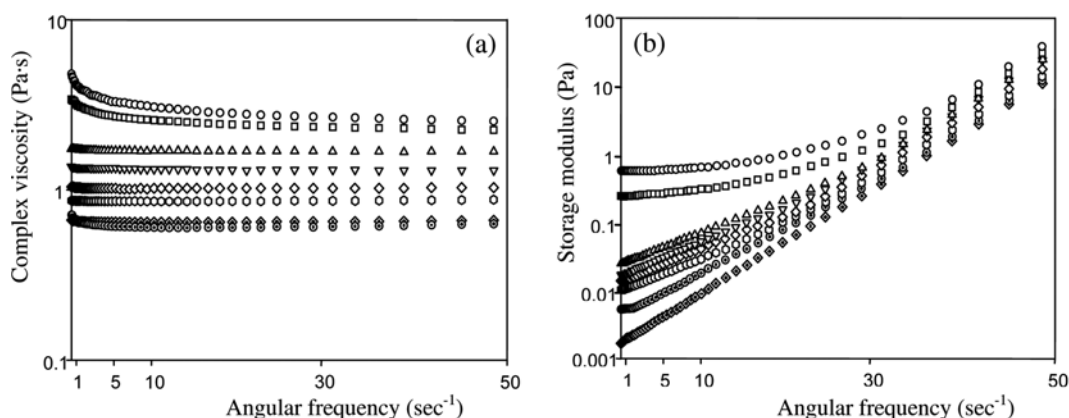 (a)
Complex viscosity (Pa·s)
10
1
0.1
1 5 10 30 50
Angular frequency (sec⁻¹)
(b)
Storage modulus (Pa)
100
10
1
0.1
0.01
0.001
1 5 10 30 50
Angular frequency (sec⁻¹)